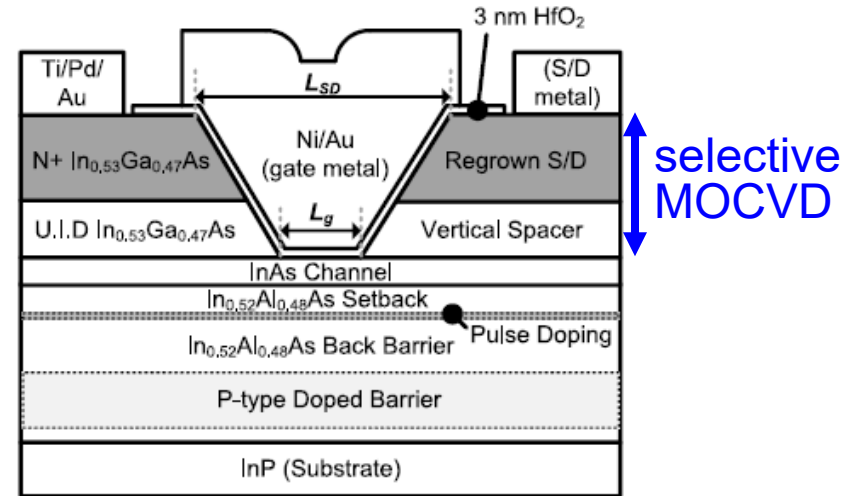 3 nm HfO₂
Ti/Pd/
Au
(S/D
metal)
L_SD
Ni/Au
(gate metal)
N+ In₀.₅₃Ga₀.₄₇As
Regrown S/D
selective
MOCVD
L_g
U.I.D In₀.₅₃Ga₀.₄₇As
Vertical Spacer
InAs Channel
In₀.₅₂Al₀.₄₈As Setback
Pulse Doping
In₀.₅₂Al₀.₄₈As Back Barrier
P-type Doped Barrier
InP (Substrate)